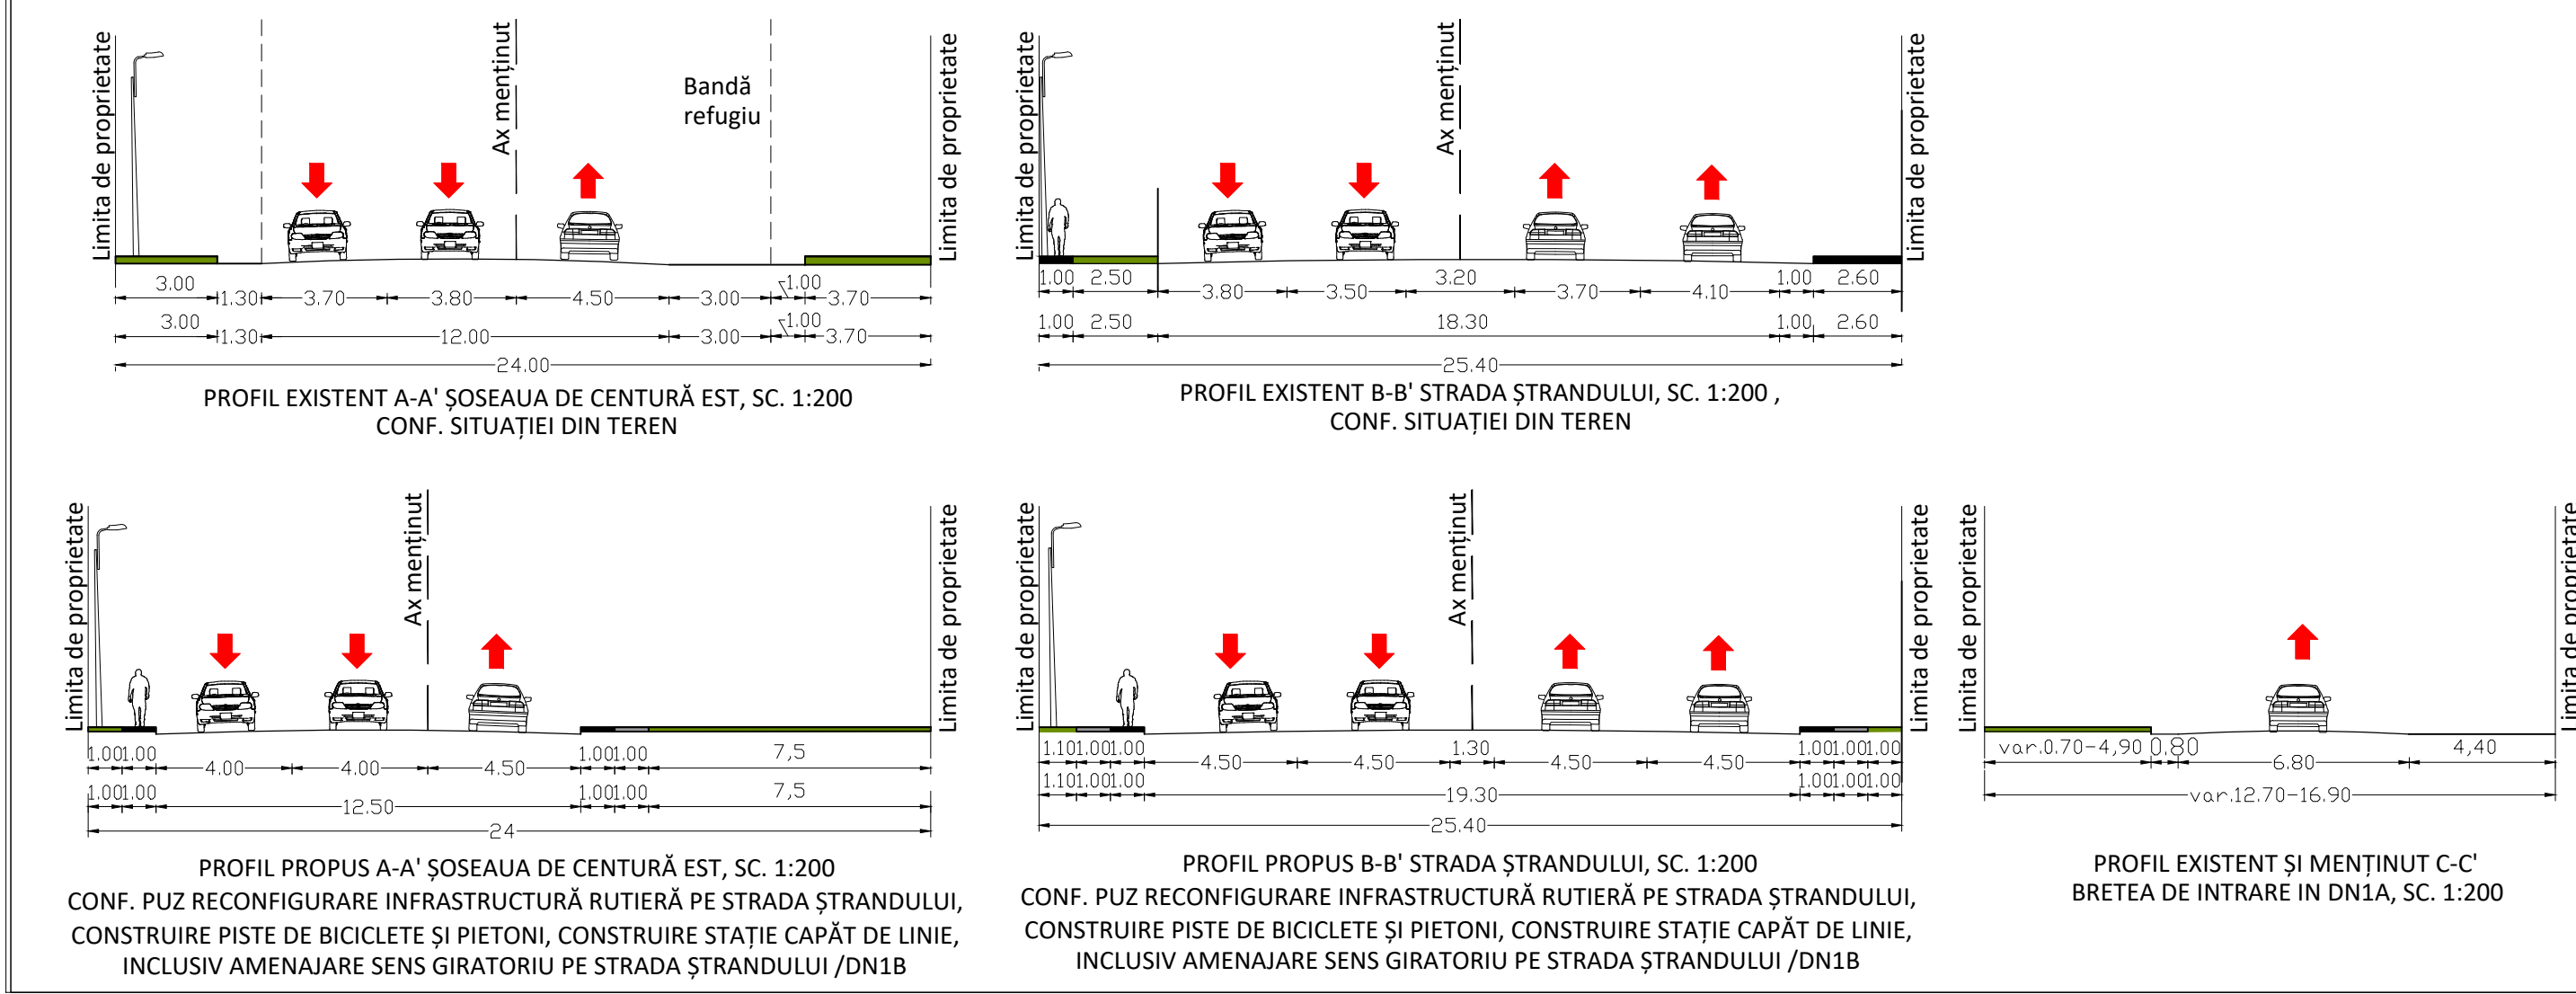 Limita de proprietate
Ax menținut
Bandă
refugiu
Limita de proprietate
3.00
1.30
3.70
3.80
4.50
3.00
1.00
3.70
3.00
1.30
12.00
3.00
1.00
3.70
24.00
PROFIL EXISTENT A-A' ȘOSEAUA DE CENTURĂ EST, SC. 1:200
CONF. SITUAȚIEI DIN TEREN
Limita de proprietate
Ax menținut
Limita de proprietate
1.00
2.50
3.80
3.50
3.20
3.70
4.10
1.00
2.60
1.00
2.50
18.30
1.00
2.60
25.40
PROFIL EXISTENT B-B' STRADA ȘTRANDULUI, SC. 1:200 ,
CONF. SITUAȚIEI DIN TEREN
Limita de proprietate
Ax menținut
Limita de proprietate
1.00
1.00
4.00
4.00
4.50
1.00
1.00
7,5
1.00
1.00
12.50
1.00
1.00
7,5
24
PROFIL PROPUS A-A' ȘOSEAUA DE CENTURĂ EST, SC. 1:200
CONF. PUZ RECONFIGURARE INFRASTRUCTURĂ RUTIERĂ PE STRADA ȘTRANDULUI,
CONSTRUIRE PISTE DE BICICLETE ȘI PIETONI, CONSTRUIRE STAȚIE CAPĂT DE LINIE,
INCLUSIV AMENAJARE SENS GIRATORIU PE STRADA ȘTRANDULUI /DN1B
Limita de proprietate
Ax menținut
Limita de proprietate
1.10
1.00
1.00
4.50
4.50
1.30
4.50
4.50
1.00
1.00
1.00
1.10
1.00
1.00
19.30
1.00
1.00
1.00
25.40
PROFIL PROPUS B-B' STRADA ȘTRANDULUI, SC. 1:200
CONF. PUZ RECONFIGURARE INFRASTRUCTURĂ RUTIERĂ PE STRADA ȘTRANDULUI,
CONSTRUIRE PISTE DE BICICLETE ȘI PIETONI, CONSTRUIRE STAȚIE CAPĂT DE LINIE,
INCLUSIV AMENAJARE SENS GIRATORIU PE STRADA ȘTRANDULUI /DN1B
Limita de proprietate
Limita de proprietate
var.0.70-4,90
0.80
6.80
4,40
var.12.70-16.90
PROFIL EXISTENT ȘI MENȚINUT C-C'
BRETEA DE INTRARE IN DN1A, SC. 1:200